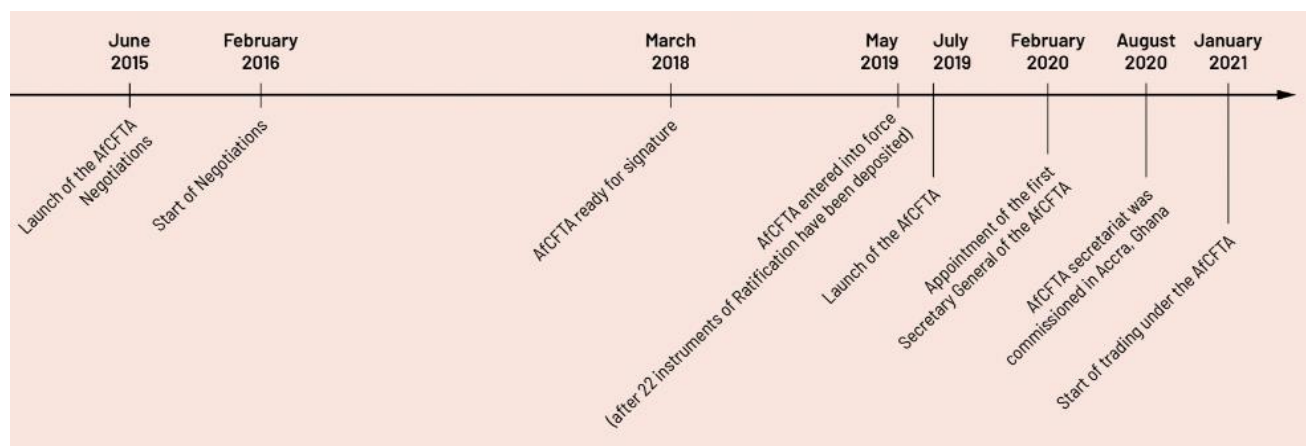 June
2015
February
2016
March
2018
May
2019
July
2019
February
2020
August
2020
January
2021
Launch of the AfCFTA
Negotiations
Start of Negotiations
AfCFTA ready for signature
AfCFTA entered into force
(after 22 instruments of Ratification have been deposited)
Launch of the AfCFTA
Appointment of the first
Secretary General of the AfCFTA
AfCFTA secretariat was
commissioned in Accra, Ghana
Start of trading under the AfCFTA